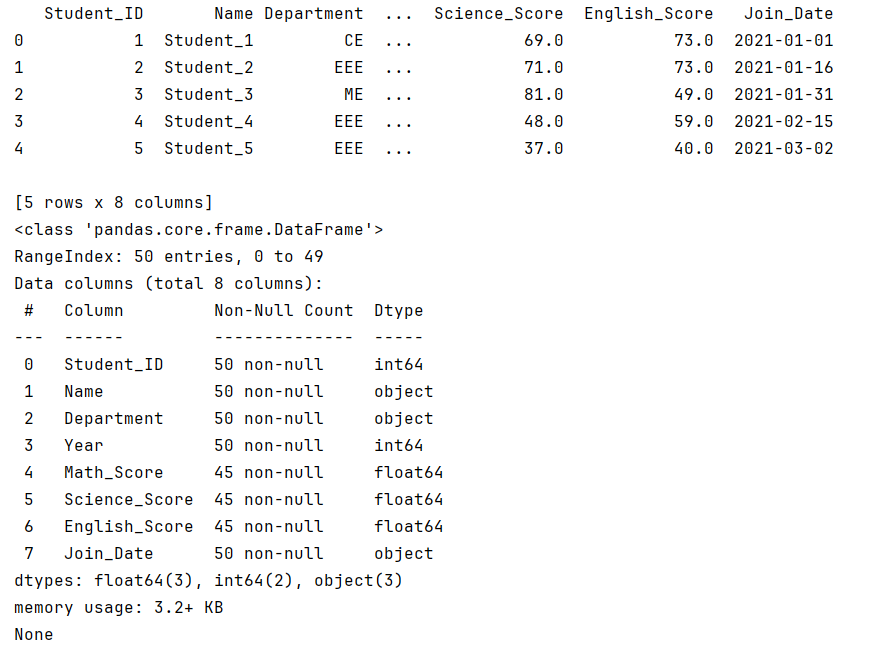 Student_ID       Name Department  ...  Science_Score  English_Score   Join_Date
0           1  Student_1         CE  ...           69.0           73.0  2021-01-01
1           2  Student_2        EEE  ...           71.0           73.0  2021-01-16
2           3  Student_3         ME  ...           81.0           49.0  2021-01-31
3           4  Student_4        EEE  ...           48.0           59.0  2021-02-15
4           5  Student_5        EEE  ...           37.0           40.0  2021-03-02

[5 rows x 8 columns]
<class 'pandas.core.frame.DataFrame'>
RangeIndex: 50 entries, 0 to 49
Data columns (total 8 columns):
 #   Column         Non-Null Count  Dtype
---  ------         --------------  -----
 0   Student_ID     50 non-null     int64
 1   Name           50 non-null     object
 2   Department     50 non-null     object
 3   Year           50 non-null     int64
 4   Math_Score     45 non-null     float64
 5   Science_Score  45 non-null     float64
 6   English_Score  45 non-null     float64
 7   Join_Date      50 non-null     object
dtypes: float64(3), int64(2), object(3)
memory usage: 3.2+ KB
None